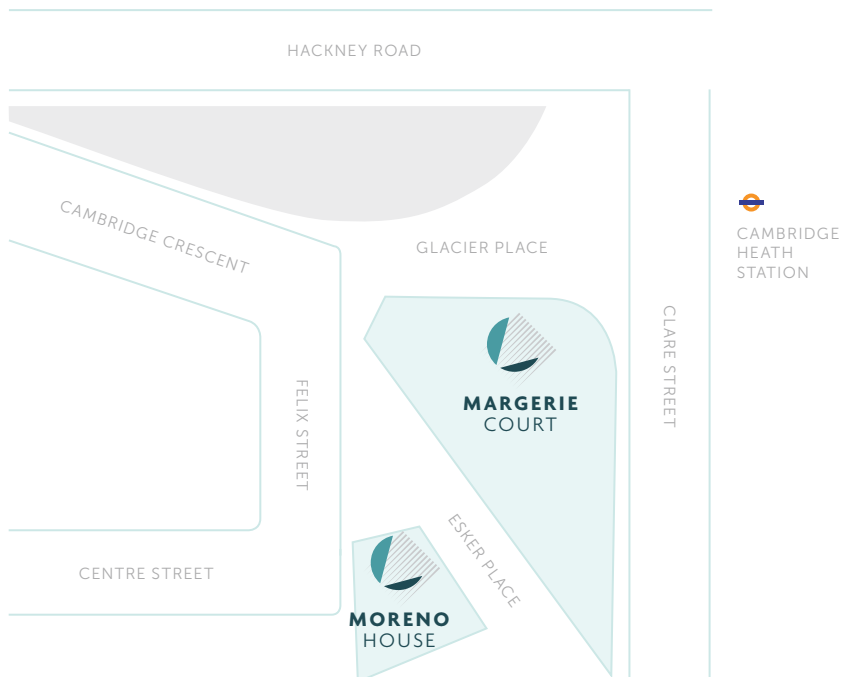 HACKNEY ROAD
CAMBRIDGE CRESCENT
GLACIER PLACE
CAMBRIDGE
HEATH
STATION
CLARE STREET
FELIX STREET
MARGERIE
COURT
ESKER PLACE
CENTRE STREET
MORENO
HOUSE